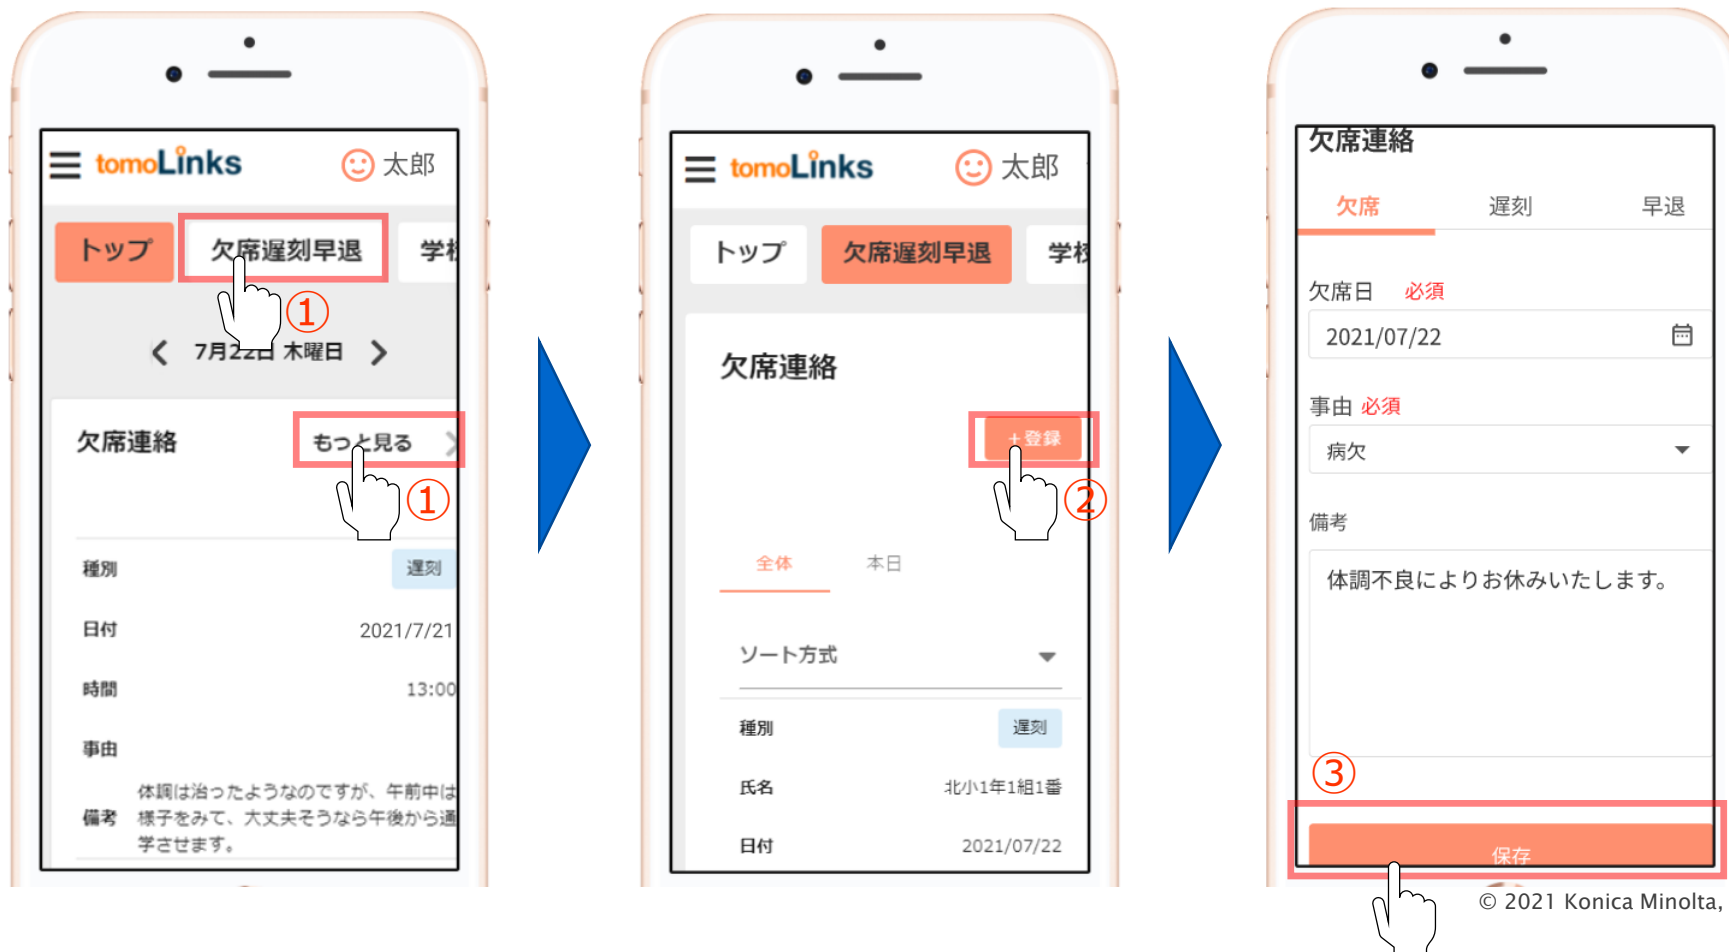 tomoLinks
太郎
トップ
欠席遅刻早退
学校
①
7月22日 木曜日
欠席連絡
もっと見る
①
種別
遅刻
日付
2021/7/21
時間
13:00
事由
備考
体調は治ったようなのですが、午前中は
様子をみて、大丈夫そうなら午後から通
学させます。
tomoLinks
太郎
トップ
欠席遅刻早退
学校
欠席連絡
+登録
②
全体
本日
ソート方式
種別
遅刻
氏名
北小1年1組1番
日付
2021/07/22
欠席連絡
欠席
遅刻
早退
欠席日 必須
2021/07/22
事由 必須
病欠
備考
体調不良によりお休みいたします。
③
保存
© 2021 Konica Minolta,